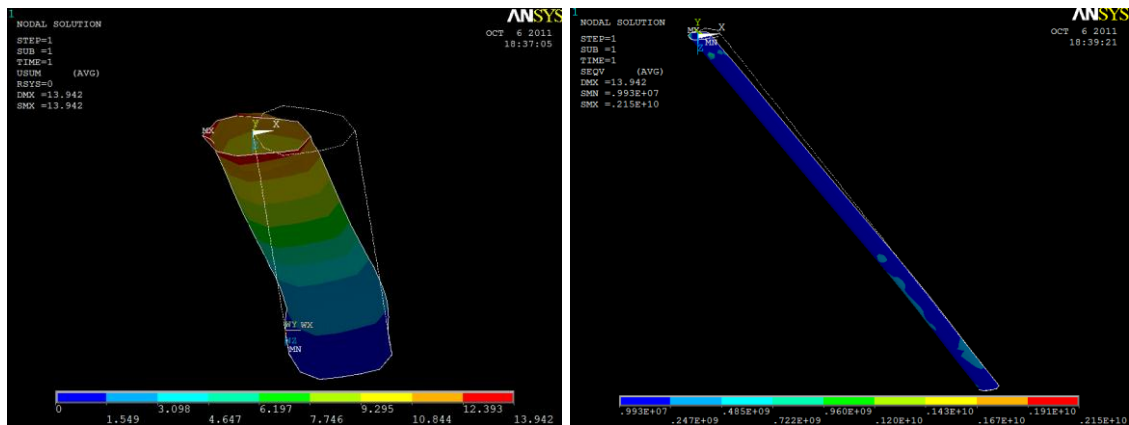 1
NODAL SOLUTION
STEP=1
SUB =1
TIME=1
USUM (AVG)
RSYS=0
DMX =13.942
SMX =13.942
ANSYS
OCT 6 2011
18:37:05
MX
Y
X
Z
WY WX
WZ
MN
0 3.098 6.197 9.295 12.393
1.549 4.647 7.746 10.844 13.942
1
NODAL SOLUTION
STEP=1
SUB =1
TIME=1
SEQV (AVG)
DMX =13.942
SMN =.993E+07
SMX =.215E+10
ANSYS
OCT 6 2011
18:39:21
Y
MX X
MN
Z
.993E+07 .485E+09 .960E+09 .143E+10 .191E+10
.247E+09 .722E+09 .120E+10 .167E+10 .215E+10